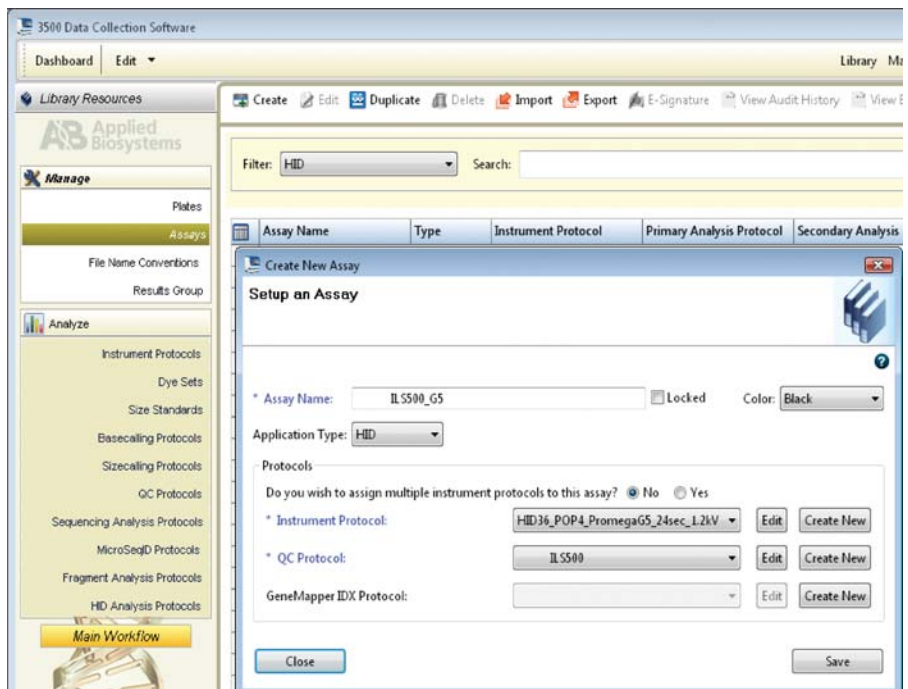 3500 Data Collection Software
Dashboard Edit
Library Ma
Library Resources
Create Edit Duplicate Delete Import Export E-Signature View Audit History View E
AB Applied Biosystems
Filter: HID Search:
Manage
Plates
Assays
File Name Conventions
Results Group
Assay Name Type Instrument Protocol Primary Analysis Protocol Secondary Analysis
Analyze
Instrument Protocols
Dye Sets
Size Standards
Basecalling Protocols
Sizecalling Protocols
QC Protocols
Sequencing Analysis Protocols
MicroSeqID Protocols
Fragment Analysis Protocols
HID Analysis Protocols
Main Workflow
Create New Assay
Setup an Assay
* Assay Name: ILS500_G5 Locked Color: Black
Application Type: HID
Protocols
Do you wish to assign multiple instrument protocols to this assay? No Yes
* Instrument Protocol: HID36_POP4_PromegaG5_24sec_1.2kV Edit Create New
* QC Protocol: ILS500 Edit Create New
GeneMapper IDX Protocol: Edit Create New
Close Save